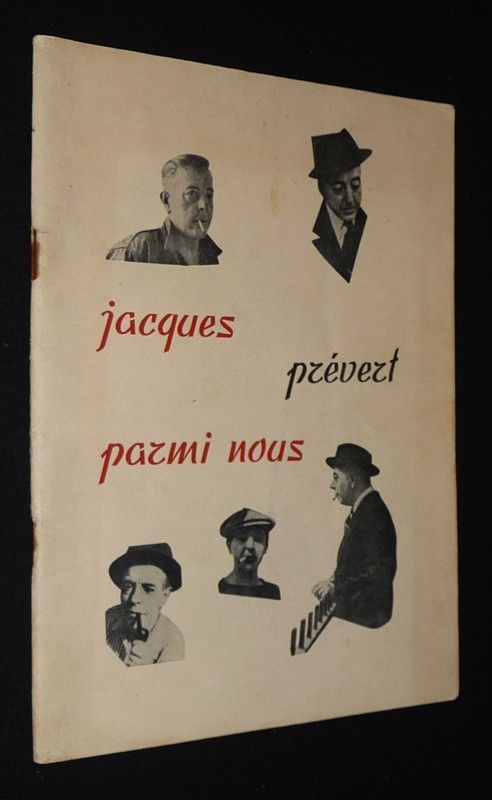 jacques
prévert
parmi nous